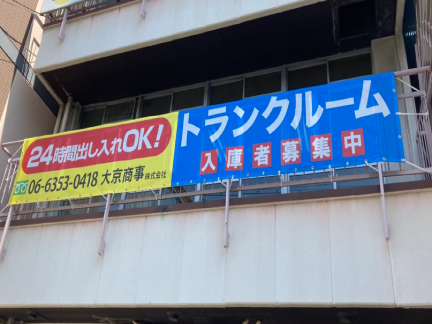 24時間出し入れOK!
06-6353-0418 大京商事株式会社
トランクルーム
入庫者募集中